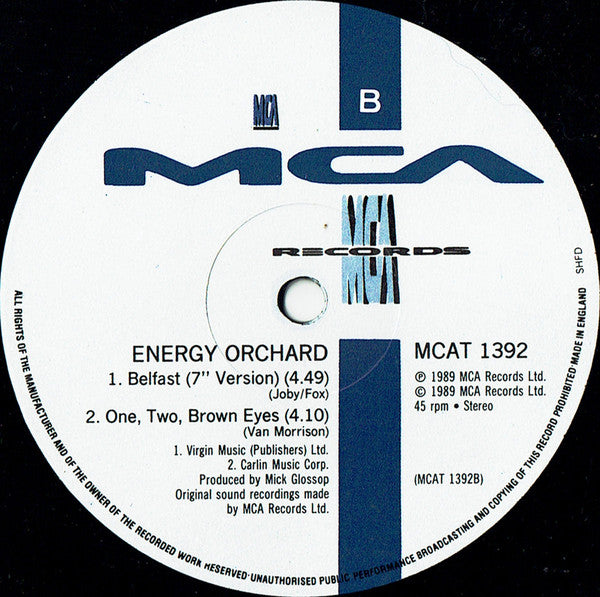 B
MCA
MCA
MCA
RECORDS
SHFD
ENERGY ORCHARD
MCAT 1392
1. Belfast (7'' Version) (4.49)
(Joby/Fox)
℗ 1989 MCA Records Ltd.
© 1989 MCA Records Ltd.
45 rpm • Stereo
2. One, Two, Brown Eyes (4.10)
(Van Morrison)
1. Virgin Music (Publishers) Ltd.
2. Carlin Music Corp.
Produced by Mick Glossop
Original sound recordings made
by MCA Records Ltd.
(MCAT 1392B)
ALL RIGHTS OF THE MANUFACTURER AND OF THE OWNER OF THE RECORDED WORK RESERVED·UNAUTHORISED PUBLIC PERFORMANCE BROADCASTING AND COPYING OF THIS RECORD PROHIBITED·MADE IN ENGLAND